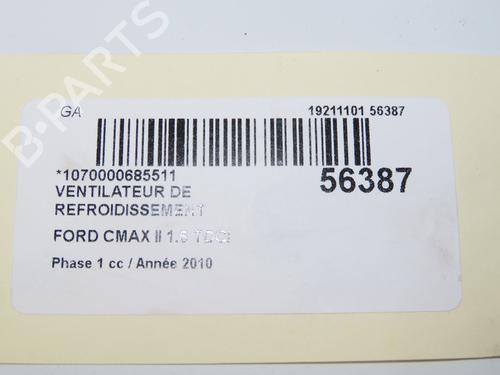 B-PARTS
GA
19211101 56387
*1070000685511
56387
VENTILATEUR DE
REFROIDISSEMENT
FORD CMAX II 1.6 TDCi
Phase 1 cc / Année 2010